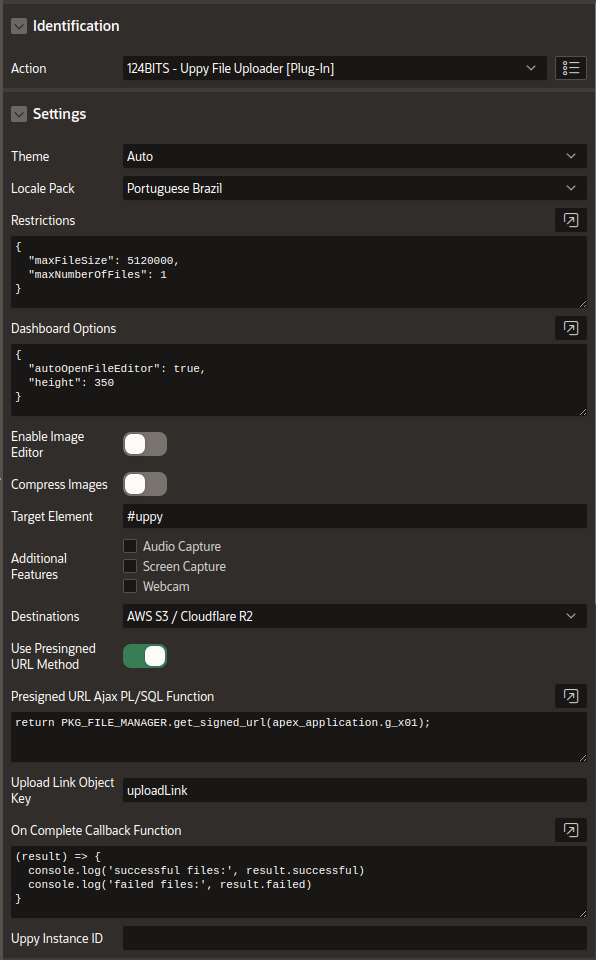 Identification
Action
124BITS - Uppy File Uploader [Plug-In]
Settings
Theme
Auto
Locale Pack
Portuguese Brazil
Restrictions
{
  "maxFileSize": 5120000,
  "maxNumberOfFiles": 1
}
Dashboard Options
{
  "autoOpenFileEditor": true,
  "height": 350
}
Enable Image
Editor
Compress Images
Target Element
#uppy
Additional
Features
Audio Capture
Screen Capture
Webcam
Destinations
AWS S3 / Cloudflare R2
Use Presingned
URL Method
Presigned URL Ajax PL/SQL Function
return PKG_FILE_MANAGER.get_signed_url(apex_application.g_x01);
Upload Link Object
Key
uploadLink
On Complete Callback Function
(result) => {
  console.log('successful files:', result.successful)
  console.log('failed files:', result.failed)
}
Uppy Instance ID